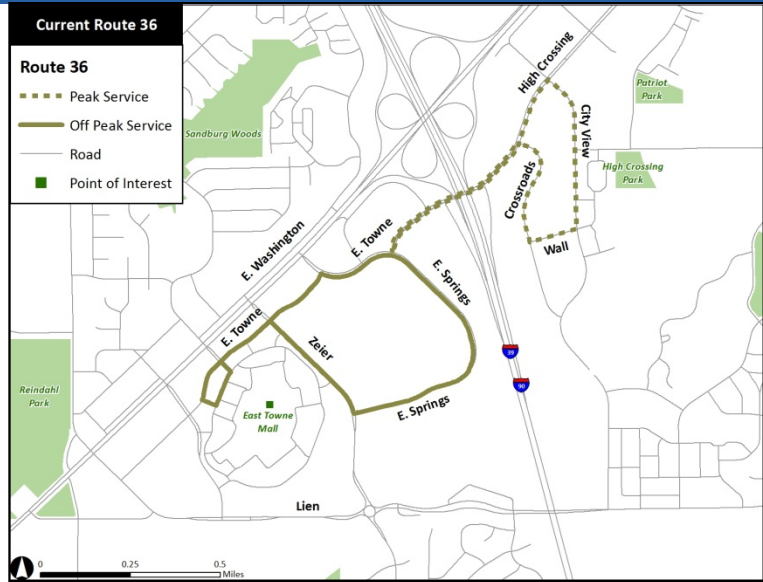 Current Route 36
Route 36
Peak Service
Off Peak Service
Road
Point of Interest
Sandburg Woods
High Crossing
Patriot
Park
City View
High Crossing
Park
Crossroads
Wall
E. Washington
E. Towne
E. Springs
E. Towne
Zeier
39
90
Reindahl
Park
East Towne
Mall
E. Springs
Lien
0
0.25
0.5
Miles